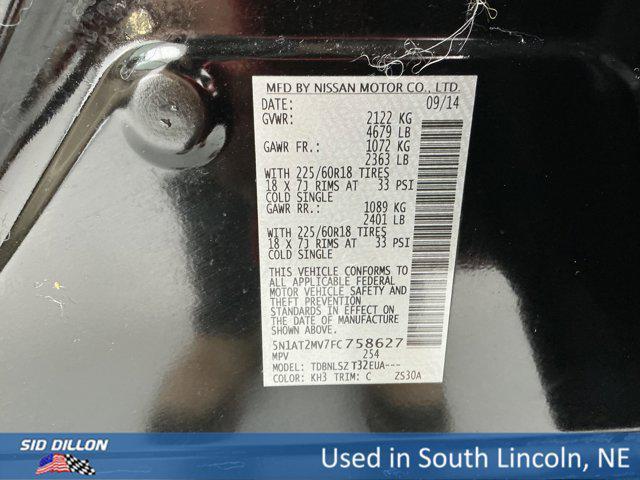 MFD BY NISSAN MOTOR CO., LTD.
DATE: 09/14
GVWR: 2122 KG
4679 LB
GAWR FR.: 1072 KG
2363 LB
WITH 225/60R18 TIRES
18 X 7J RIMS AT 33 PSI
COLD SINGLE
GAWR RR.: 1089 KG
2401 LB
WITH 225/60R18 TIRES
18 X 7J RIMS AT 33 PSI
COLD SINGLE
THIS VEHICLE CONFORMS TO
ALL APPLICABLE FEDERAL
MOTOR VEHICLE SAFETY AND
THEFT PREVENTION
STANDARDS IN EFFECT ON
THE DATE OF MANUFACTURE
SHOWN ABOVE.
5N1AT2MV7FC758627
MPV 254
MODEL: TDBNLSZ T32EUA---
COLOR: KH3 TRIM: C ZS30A
SID DILLON
Used in South Lincoln, NE